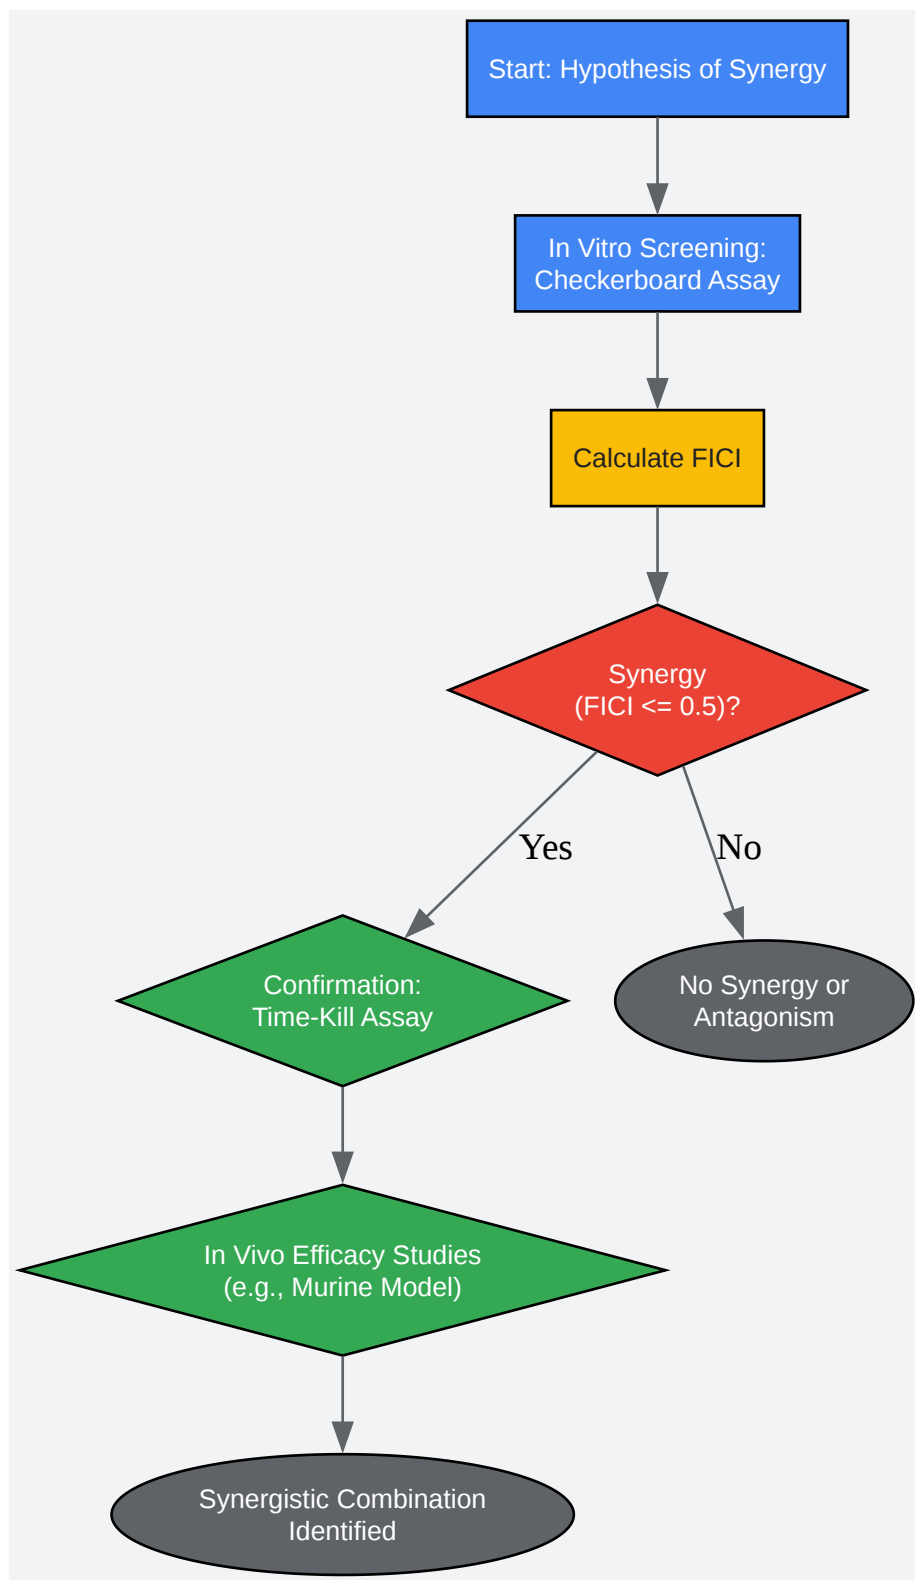 Start: Hypothesis of Synergy
In Vitro Screening:
Checkerboard Assay
Calculate FICI
Synergy
(FICI <= 0.5)?
Yes
No
Confirmation:
Time-Kill Assay
No Synergy or
Antagonism
In Vivo Efficacy Studies
(e.g., Murine Model)
Synergistic Combination
Identified